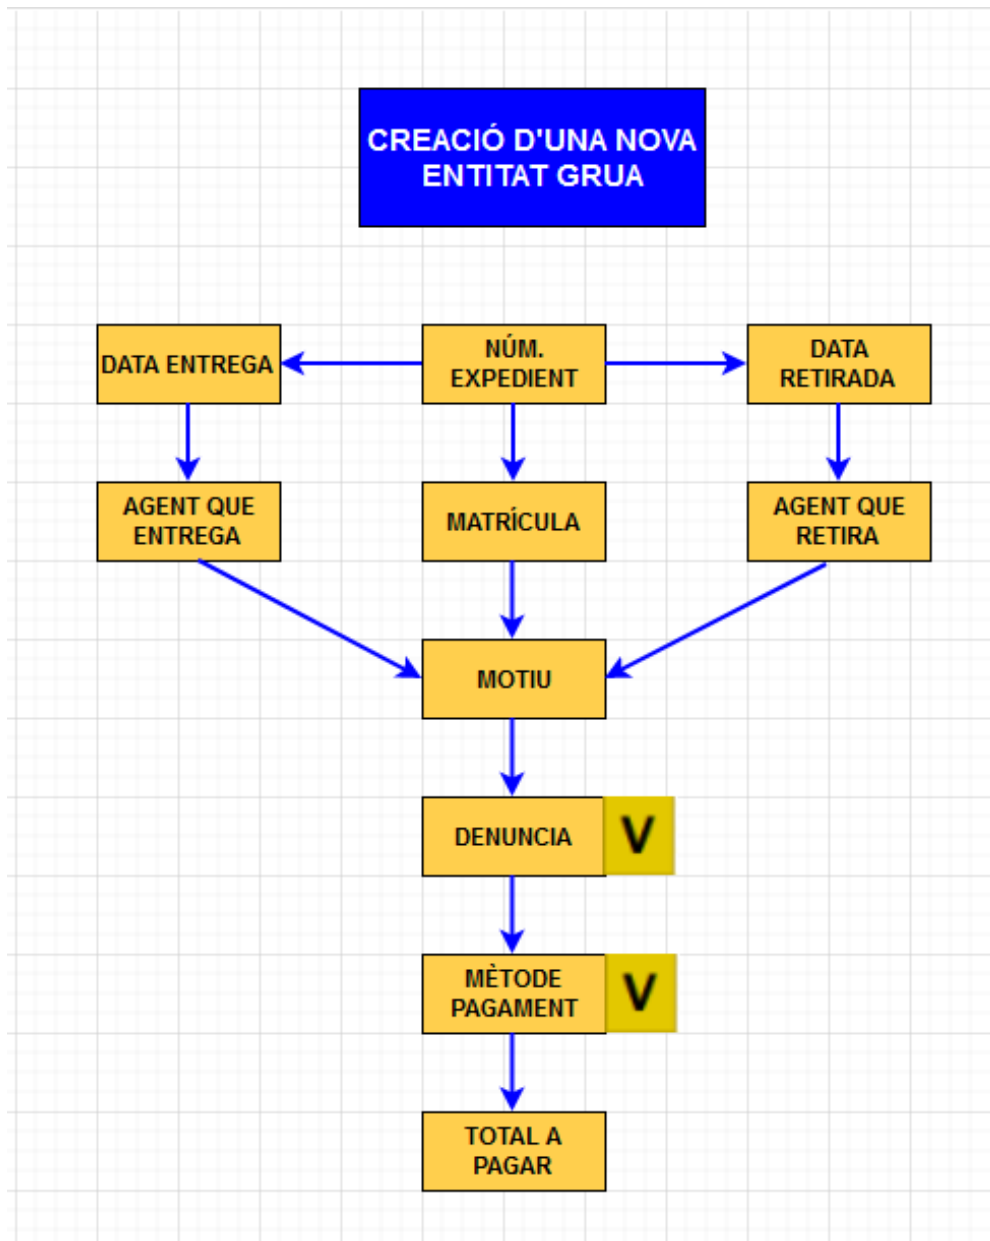 CREACIÓ D'UNA NOVA
ENTITAT GRUA
DATA ENTREGA
NÚM.
EXPEDIENT
DATA
RETIRADA
AGENT QUE
ENTREGA
MATRÍCULA
AGENT QUE
RETIRA
MOTIU
DENUNCIA
V
MÈTODE
PAGAMENT
V
TOTAL A
PAGAR